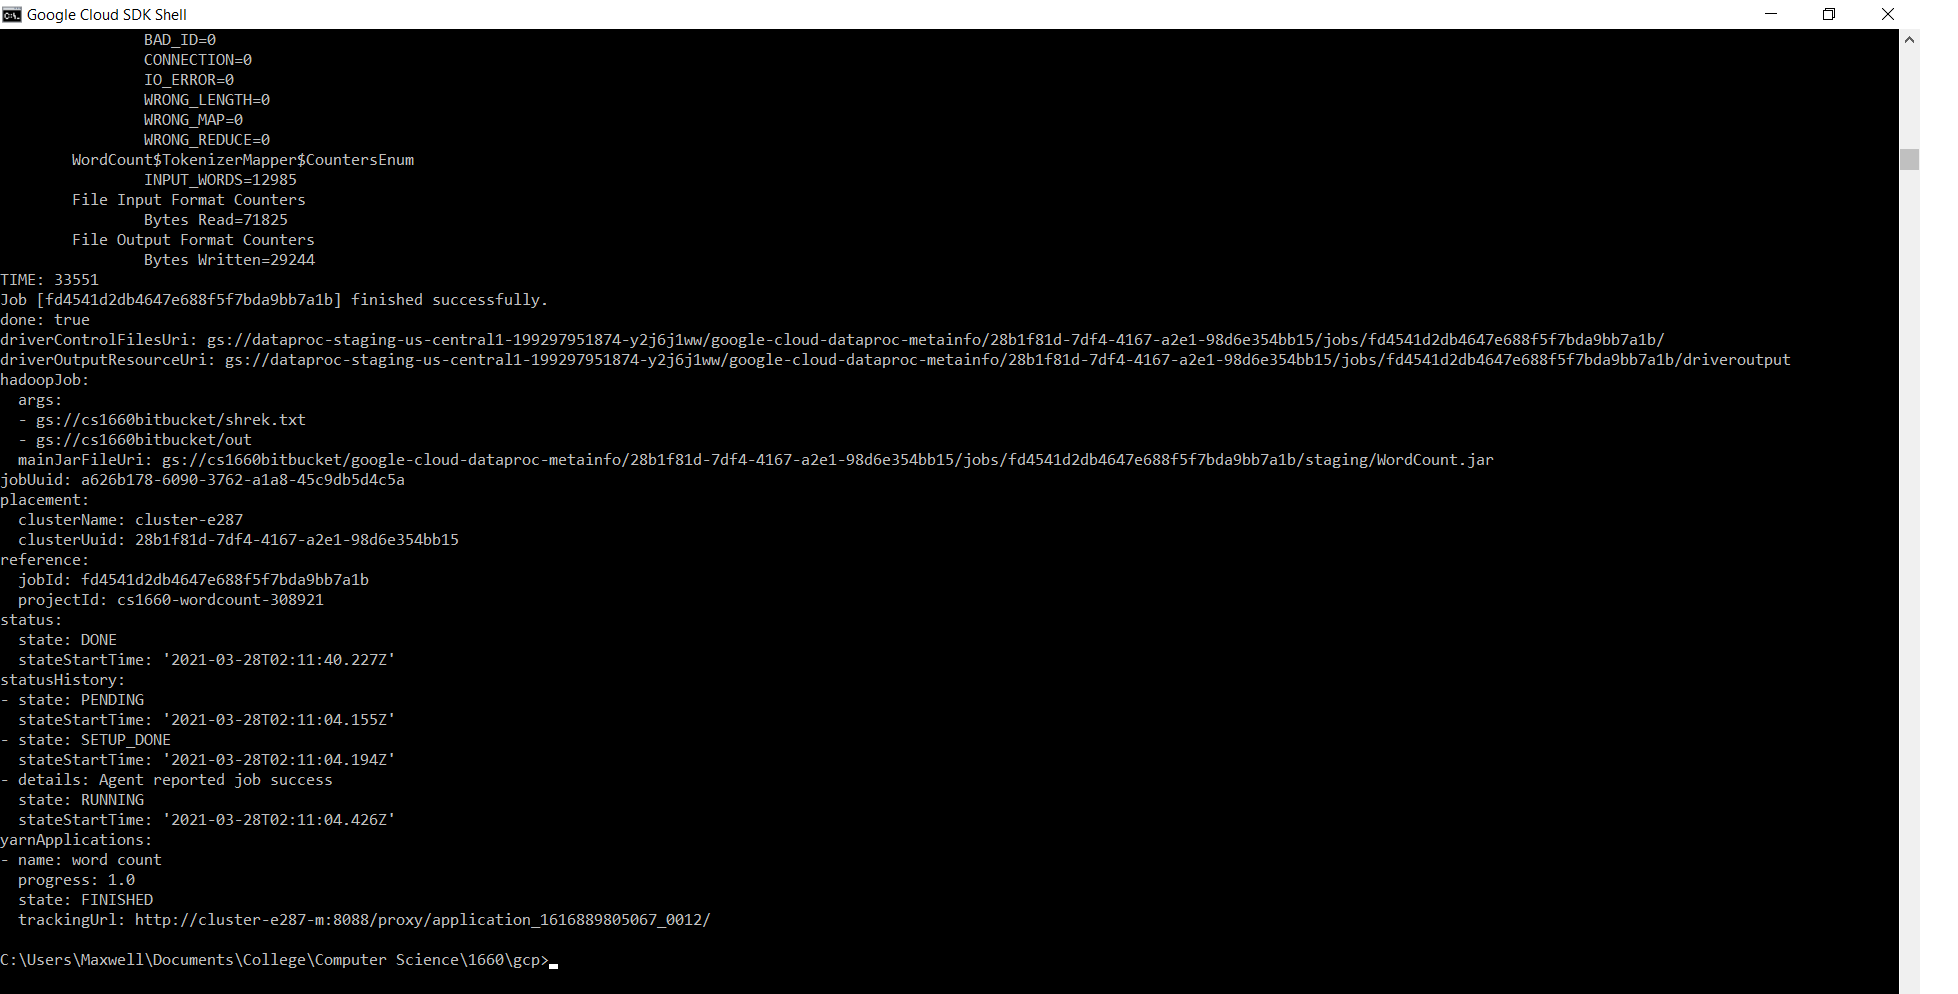 Google Cloud SDK Shell
BAD_ID=0
CONNECTION=0
IO_ERROR=0
WRONG_LENGTH=0
WRONG_MAP=0
WRONG_REDUCE=0
WordCount$TokenizerMapper$CountersEnum
INPUT_WORDS=12985
File Input Format Counters
Bytes Read=71825
File Output Format Counters
Bytes Written=29244
TIME: 33551
Job [fd4541d2db4647e688f5f7bda9bb7a1b] finished successfully.
done: true
driverControlFilesUri: gs://dataproc-staging-us-central1-199297951874-y2j6j1ww/google-cloud-dataproc-metainfo/28b1f81d-7df4-4167-a2e1-98d6e354bb15/jobs/fd4541d2db4647e688f5f7bda9bb7a1b/
driverOutputResourceUri: gs://dataproc-staging-us-central1-199297951874-y2j6j1ww/google-cloud-dataproc-metainfo/28b1f81d-7df4-4167-a2e1-98d6e354bb15/jobs/fd4541d2db4647e688f5f7bda9bb7a1b/driveroutput
hadoopJob:
  args:
  - gs://cs1660bitbucket/shrek.txt
  - gs://cs1660bitbucket/out
  mainJarFileUri: gs://cs1660bitbucket/google-cloud-dataproc-metainfo/28b1f81d-7df4-4167-a2e1-98d6e354bb15/jobs/fd4541d2db4647e688f5f7bda9bb7a1b/staging/WordCount.jar
jobUuid: a626b178-6090-3762-a1a8-45c9db5d4c5a
placement:
  clusterName: cluster-e287
  clusterUuid: 28b1f81d-7df4-4167-a2e1-98d6e354bb15
reference:
  jobId: fd4541d2db4647e688f5f7bda9bb7a1b
  projectId: cs1660-wordcount-308921
status:
  state: DONE
  stateStartTime: '2021-03-28T02:11:40.227Z'
statusHistory:
- state: PENDING
  stateStartTime: '2021-03-28T02:11:04.155Z'
- state: SETUP_DONE
  stateStartTime: '2021-03-28T02:11:04.194Z'
- details: Agent reported job success
  state: RUNNING
  stateStartTime: '2021-03-28T02:11:04.426Z'
yarnApplications:
- name: word count
  progress: 1.0
  state: FINISHED
  trackingUrl: http://cluster-e287-m:8088/proxy/application_1616889805067_0012/
C:\Users\Maxwell\Documents\College\Computer Science\1660\gcp>